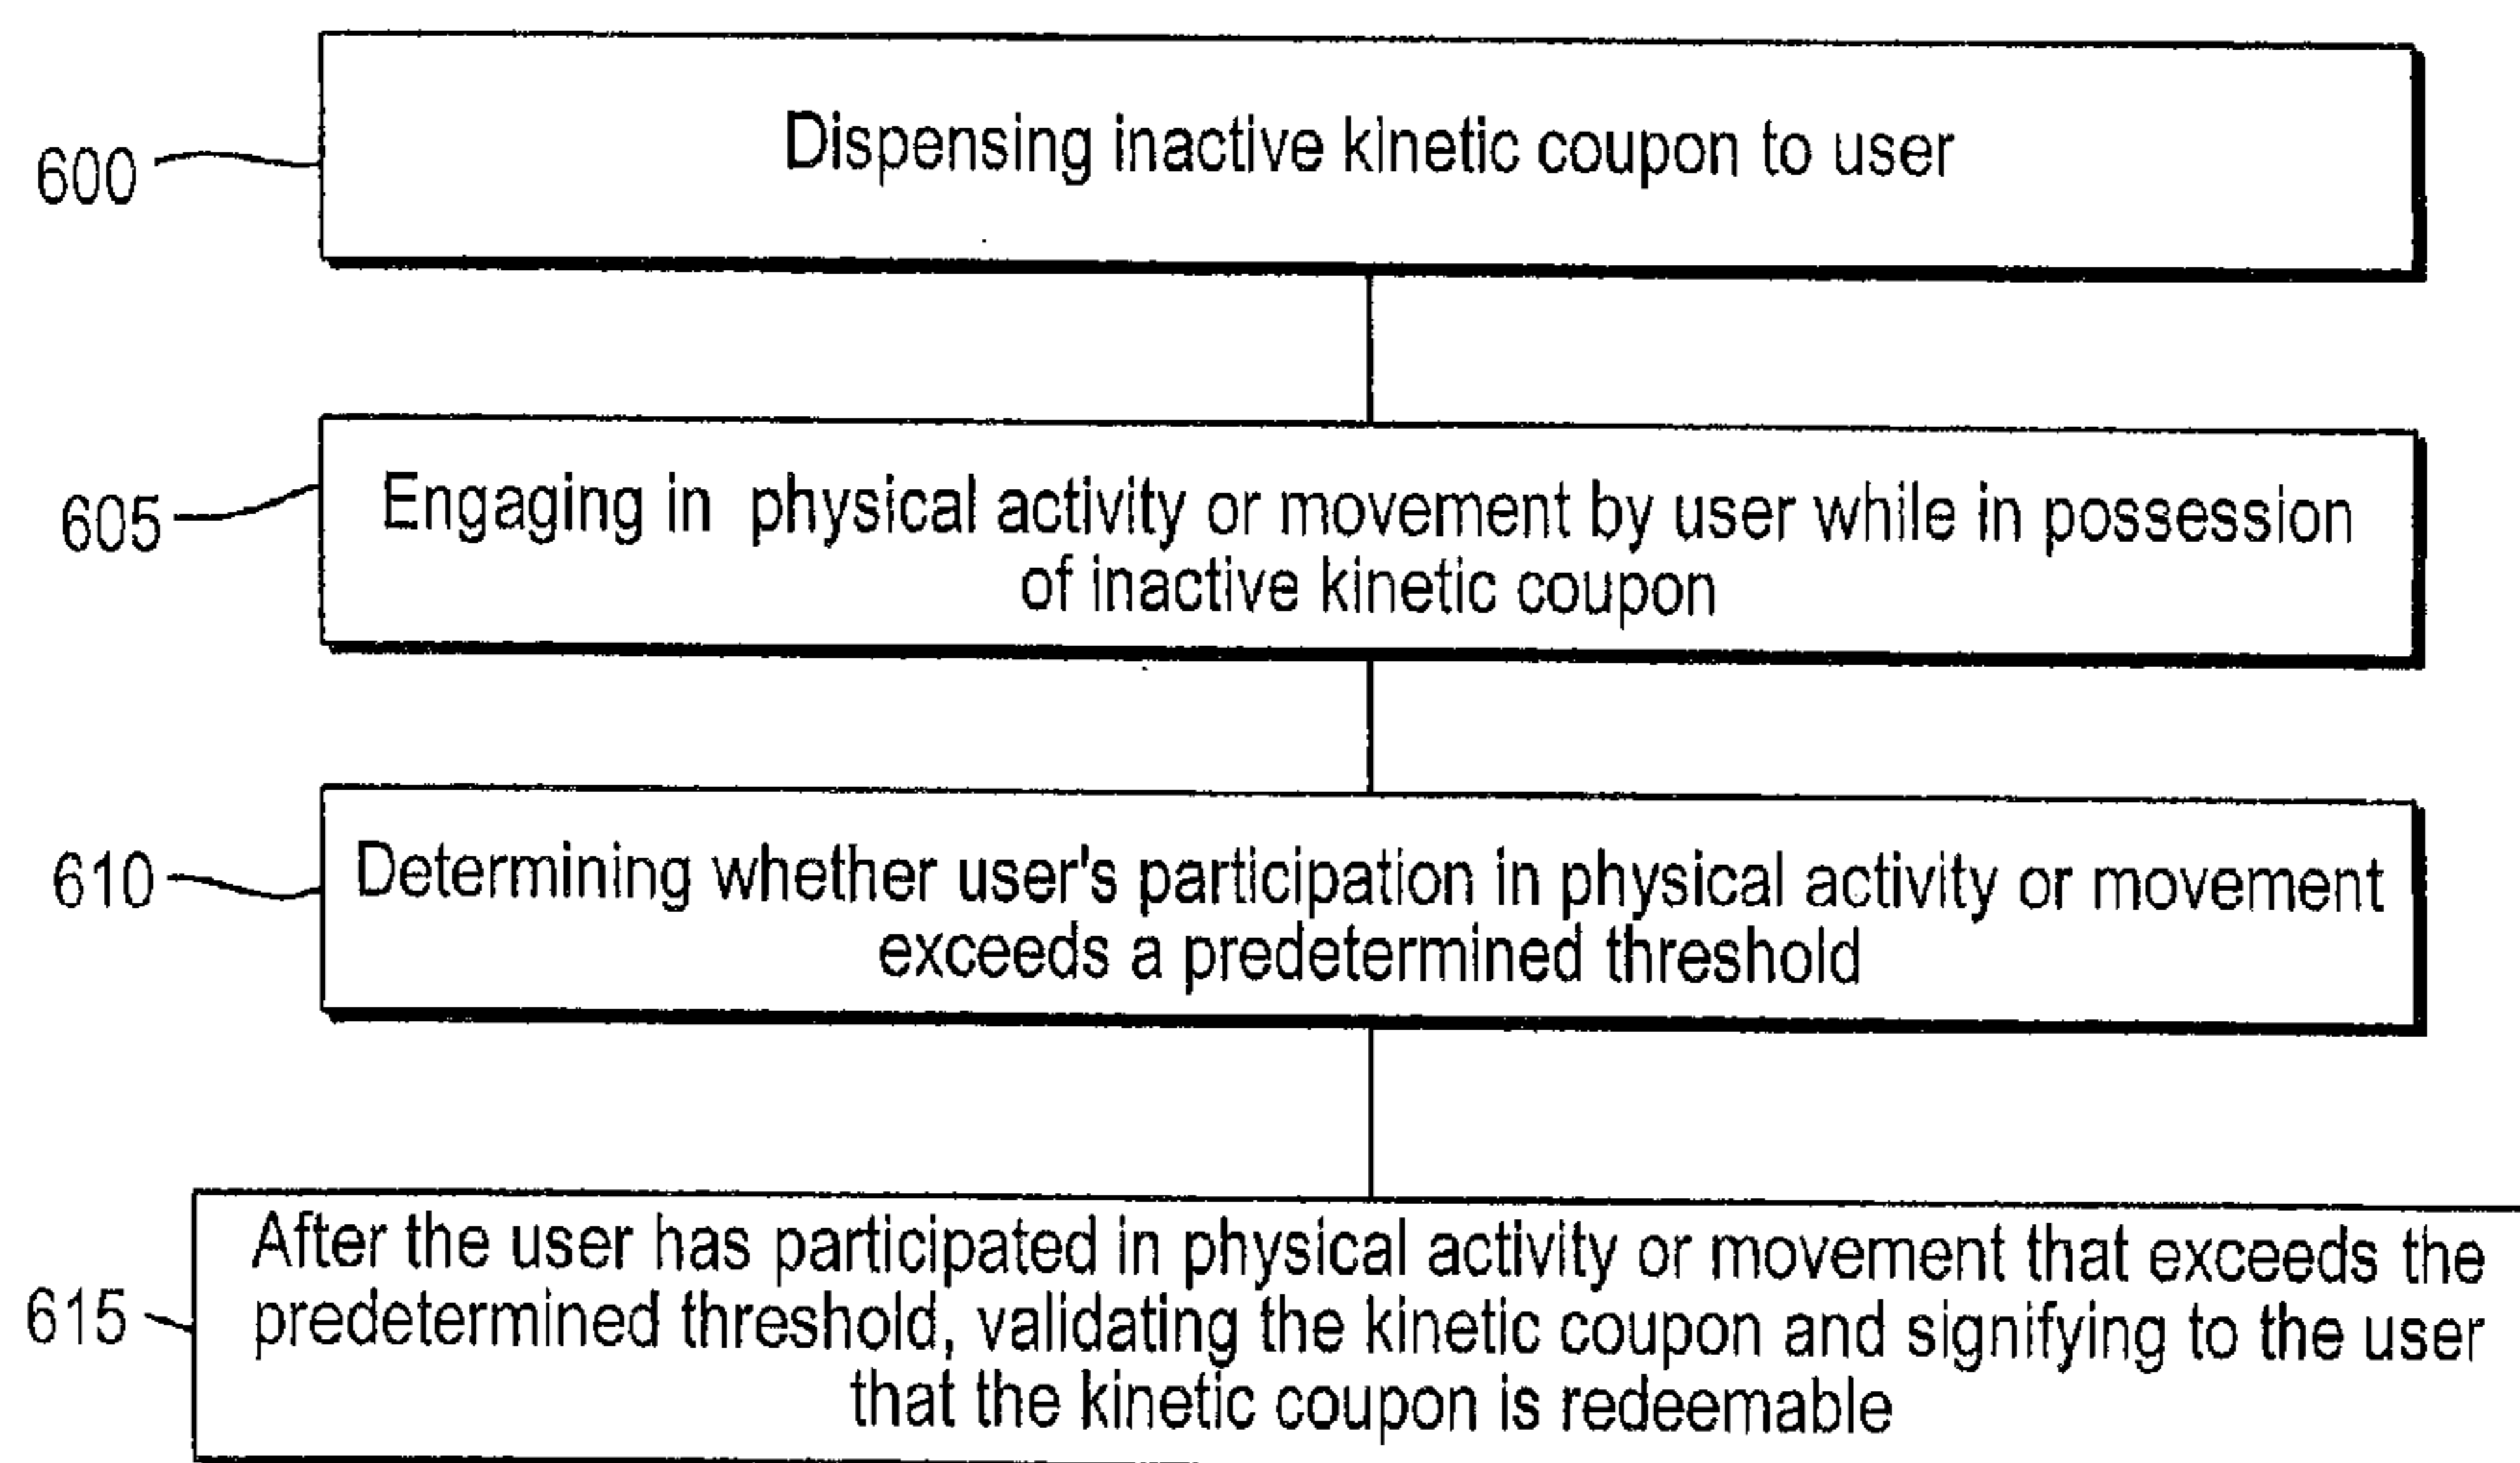 600
Dispensing inactive kinetic coupon to user
605
Engaging in physical activity or movement by user while in possession
of inactive kinetic coupon
610
Determining whether user's participation in physical activity or movement
exceeds a predetermined threshold
615
After the user has participated in physical activity or movement that exceeds the
predetermined threshold, validating the kinetic coupon and signifying to the user
that the kinetic coupon is redeemable